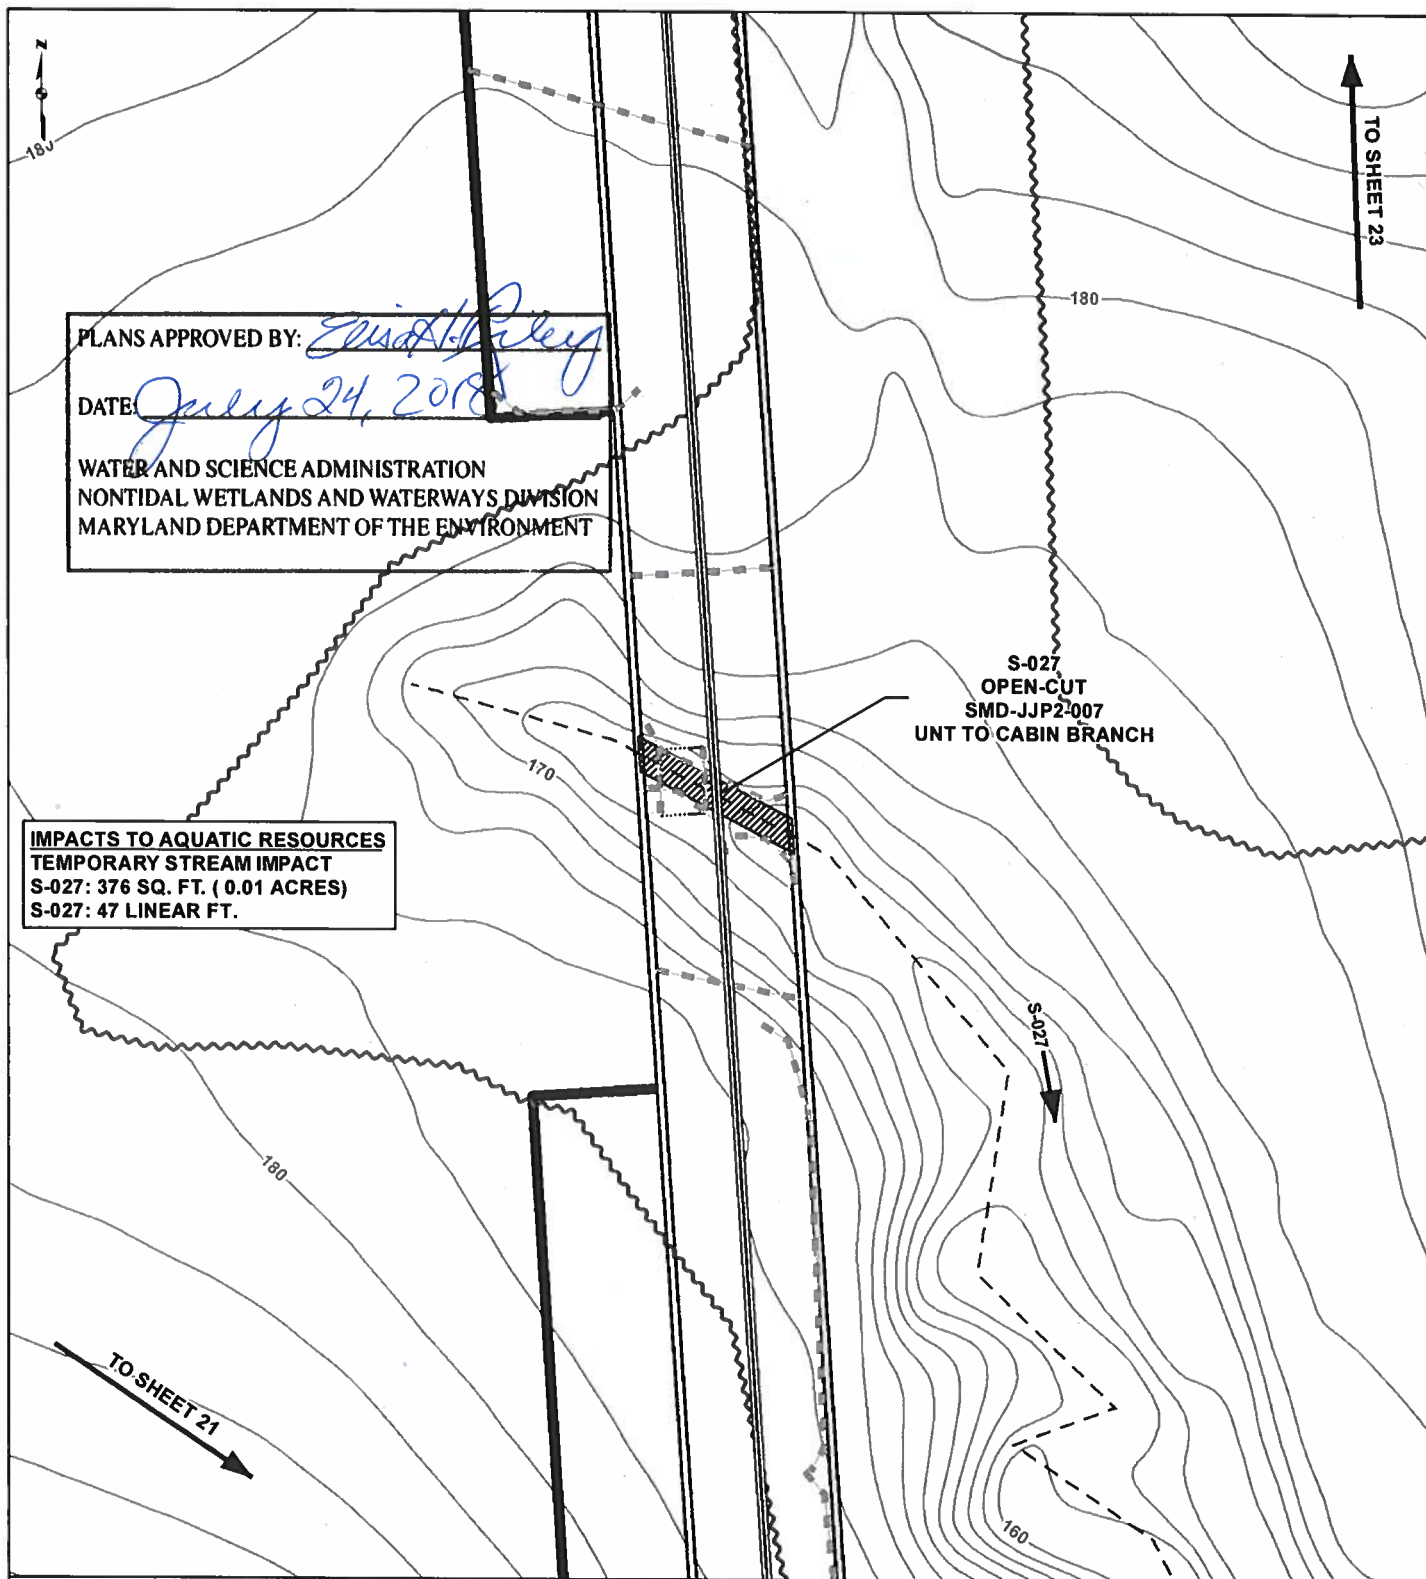 Z
180
TO SHEET 23
180
PLANS APPROVED BY:
DATE: July 24, 2018
WATER AND SCIENCE ADMINISTRATION
NONTIDAL WETLANDS AND WATERWAYS DIVISION
MARYLAND DEPARTMENT OF THE ENVIRONMENT
S-027
OPEN-CUT
SMD-JJP2-007
UNT TO CABIN BRANCH
170
IMPACTS TO AQUATIC RESOURCES
TEMPORARY STREAM IMPACT
S-027: 376 SQ. FT. ( 0.01 ACRES)
S-027: 47 LINEAR FT.
S-027
180
TO SHEET 21
160